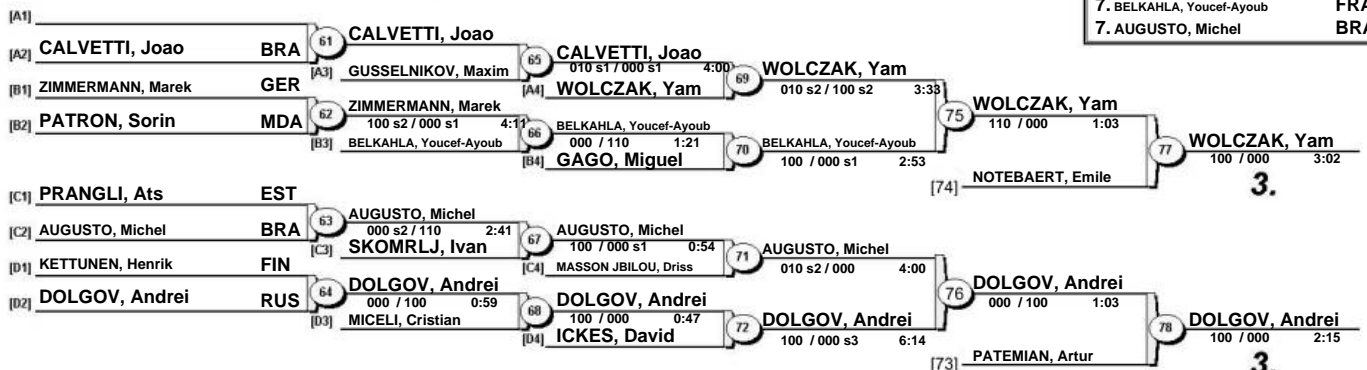 7. BELKAHLA, Youcef-Ayoub FRA
7. AUGUSTO, Michel BRA
[A1]
[A2] CALVETTI, Joao BRA
61
CALVETTI, Joao
[A3] GUSSELNIKOV, Maxim
65
CALVETTI, Joao
010 s1 / 000 s1 4:00
[A4] WOLCZAK, Yam
69
WOLCZAK, Yam
010 s2 / 100 s2 3:33
[B1] ZIMMERMANN, Marek GER
[B2] PATRON, Sorin MDA
62
ZIMMERMANN, Marek
100 s2 / 000 s1 4:11
[B3] BELKAHLA, Youcef-Ayoub
66
BELKAHLA, Youcef-Ayoub
000 / 110 1:21
[B4] GAGO, Miguel
70
BELKAHLA, Youcef-Ayoub
100 / 000 s1 2:53
75
WOLCZAK, Yam
110 / 000 1:03
[74] NOTEBAERT, Emile
77
WOLCZAK, Yam
100 / 000 3:02
3.
[C1] PRANGLI, Ats EST
[C2] AUGUSTO, Michel BRA
63
AUGUSTO, Michel
000 s2 / 110 2:41
[C3] SKOMRLJ, Ivan
67
AUGUSTO, Michel
100 / 000 s1 0:54
[C4] MASSON JBILOU, Driss
71
AUGUSTO, Michel
010 s2 / 000 4:00
[D1] KETTUNEN, Henrik FIN
[D2] DOLGOV, Andrei RUS
64
DOLGOV, Andrei
000 / 100 0:59
[D3] MICELI, Cristian
68
DOLGOV, Andrei
100 / 000 0:47
[D4] ICKES, David
72
DOLGOV, Andrei
100 / 000 s3 6:14
76
DOLGOV, Andrei
000 / 100 1:03
[73] PATEMIAN, Artur
78
DOLGOV, Andrei
100 / 000 2:15
3.